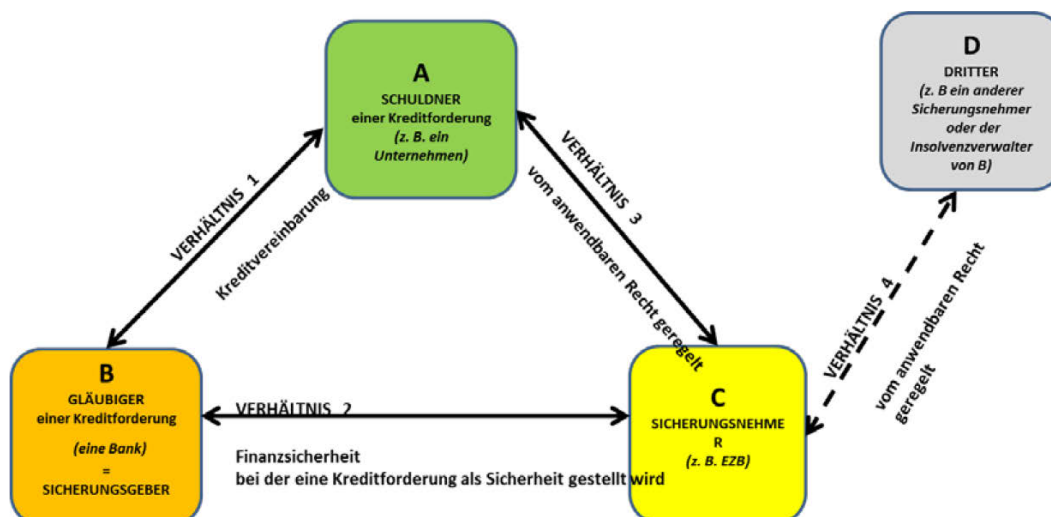 A
SCHULDNER
einer Kreditforderung
(z. B. ein
Unternehmen)
D
DRITTER
(z. B ein anderer
Sicherungsnehmer
oder der
Insolvenzverwalter
von B)
VERHÄLTNIS 1
Kreditvereinbarung
VERHÄLTNIS 3
vom anwendbaren Recht geregelt
VERHÄLTNIS 4
vom anwendbaren Recht
geregelt
B
GLÄUBIGER
einer Kreditforderung
(eine Bank)
=
SICHERUNGSGEBER
VERHÄLTNIS 2
Finanzsicherheit
bei der eine Kreditforderung als Sicherheit gestellt wird
C
SICHERUNGSNEHME
R
(z. B. EZB)